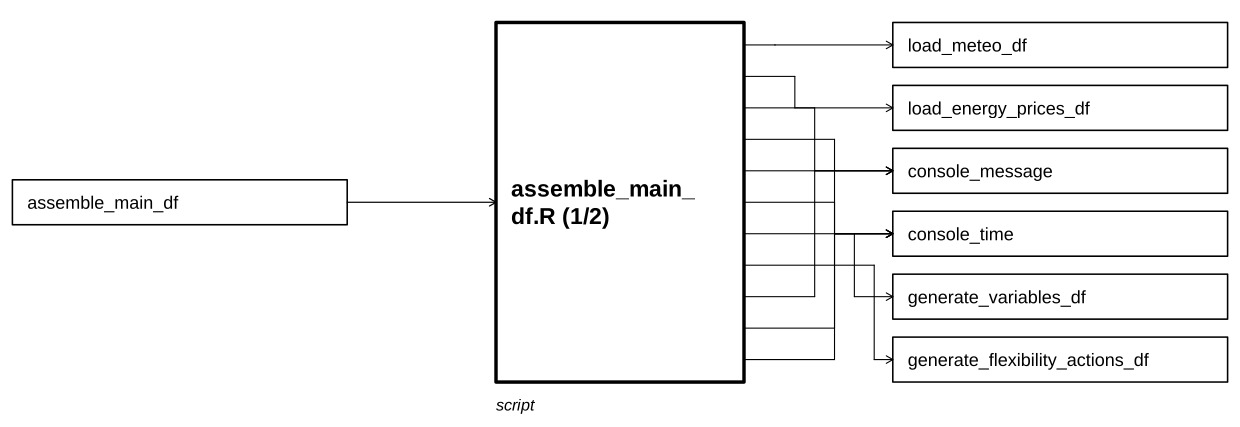 load_meteo_df
load_energy_prices_df
console_message
assemble_main_
df.R (1/2)
assemble_main_df
console_time
generate_variables_df
generate_flexibility_actions_df
script